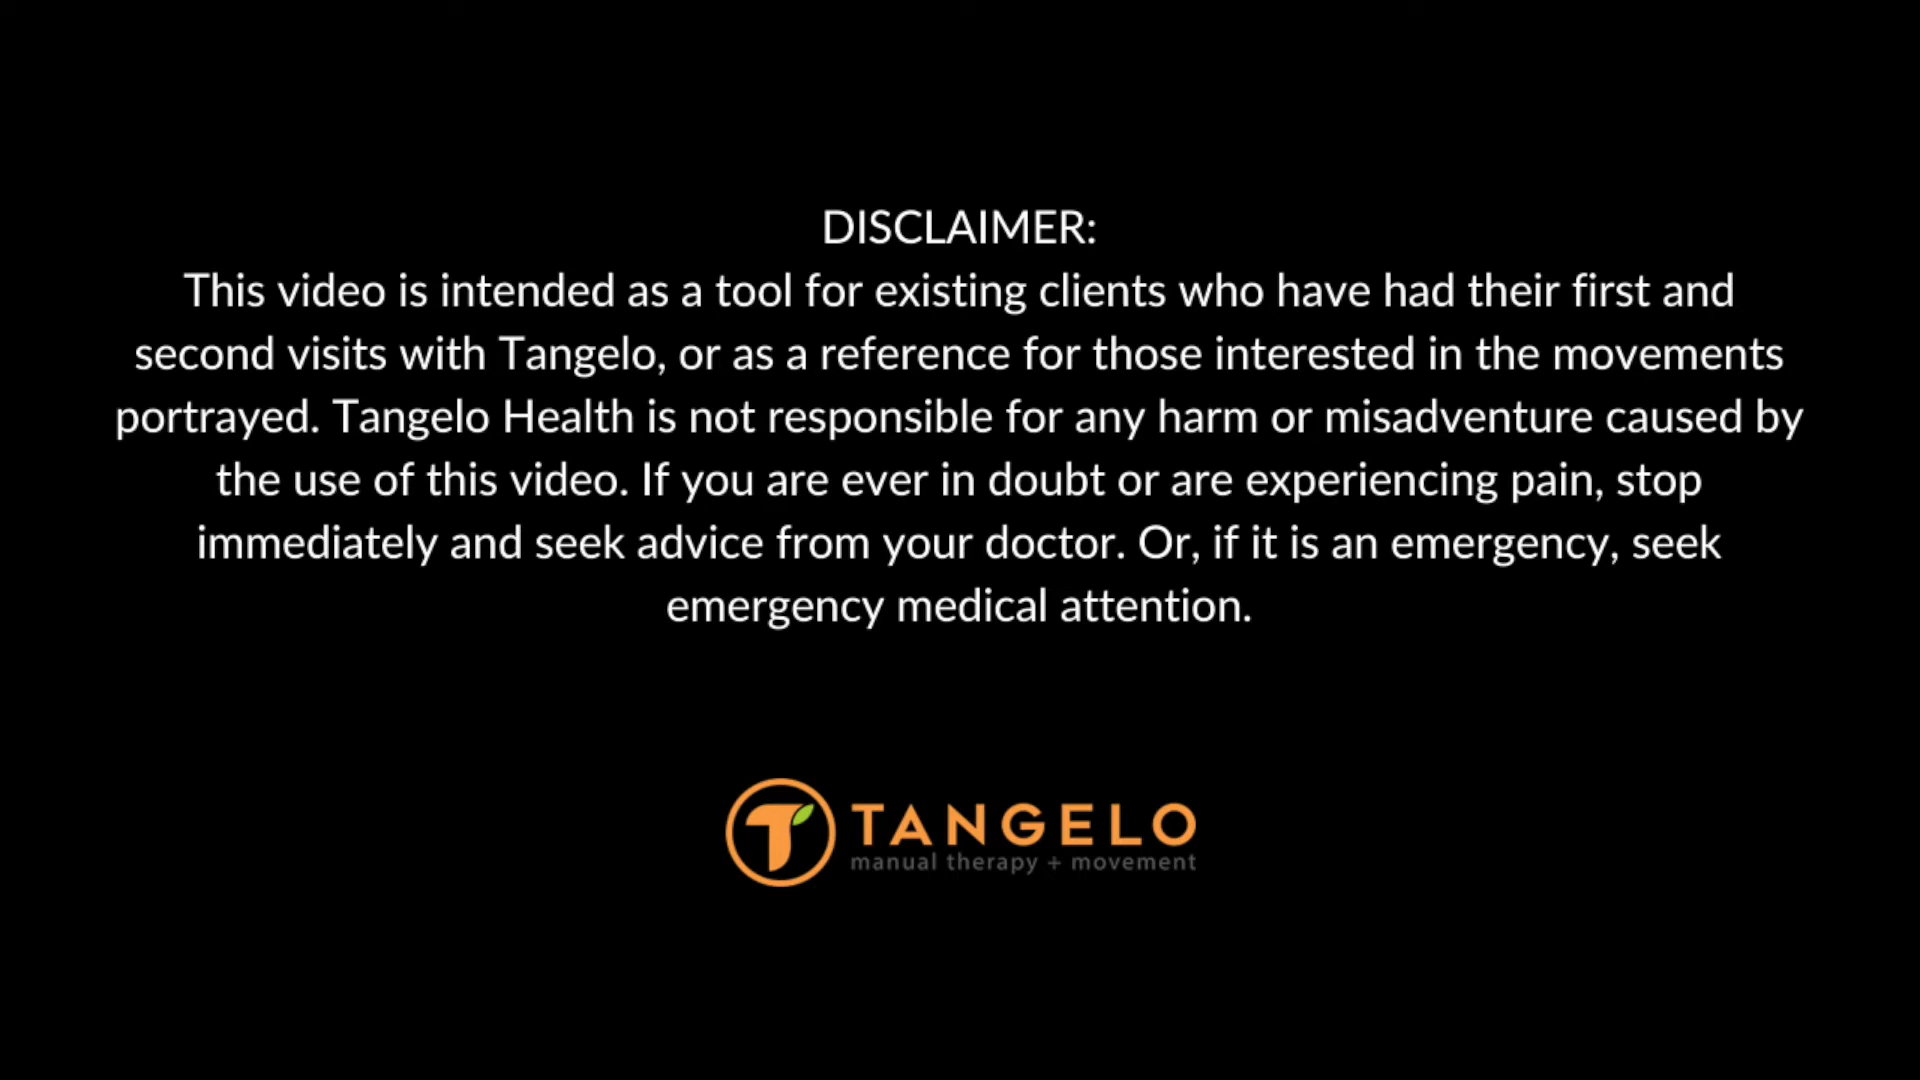 DISCLAIMER:
This video is intended as a tool for existing clients who have had their first and
second visits with Tangelo, or as a reference for those interested in the movements
portrayed. Tangelo Health is not responsible for any harm or misadventure caused by
the use of this video. If you are ever in doubt or are experiencing pain, stop
immediately and seek advice from your doctor. Or, if it is an emergency, seek
emergency medical attention.
TANGELO
manual therapy + movement